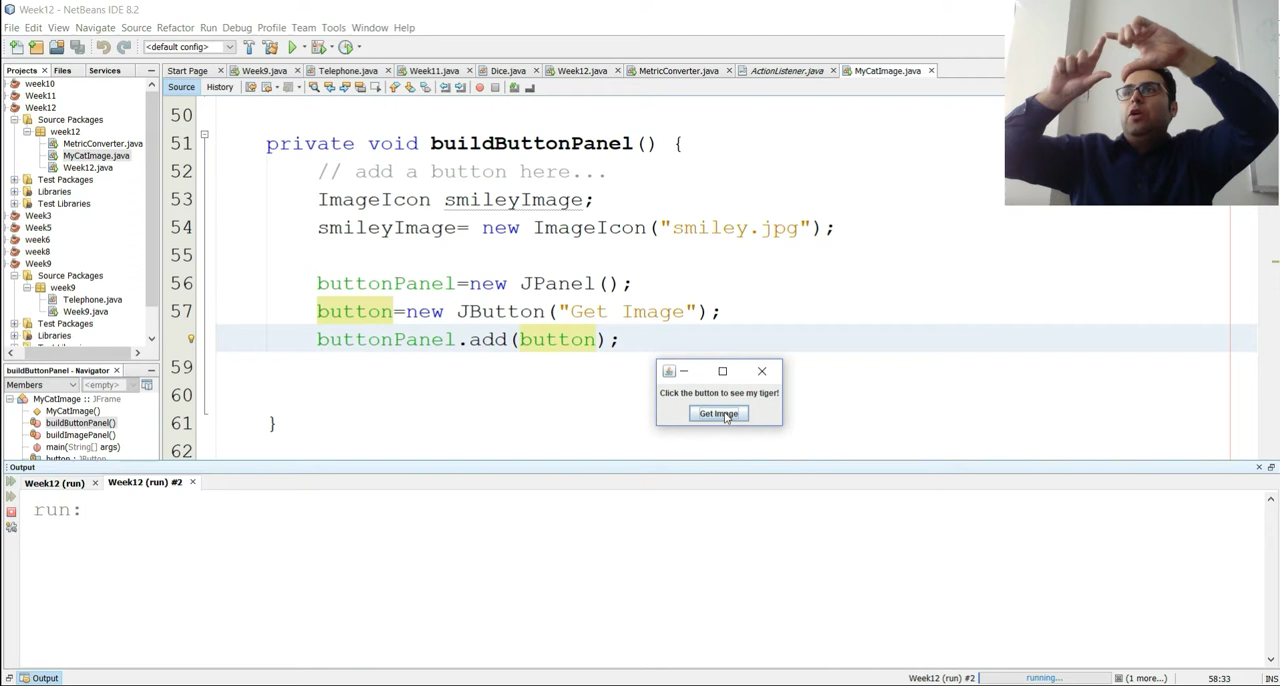 Week12 - NetBeans IDE 8.2
File Edit View Navigate Source Refactor Run Debug Profile Team Tools Window Help
<default config>
Projects Files Services
Start Page Week9.java Telephone.java Week11.java Dice.java Week12.java MetricConverter.java ActionListener.java MyCatImage.java
Source History
week10
Week11
Week12
Source Packages
week12
MetricConverter.java
MyCatImage.java
Week12.java
Test Packages
Libraries
Test Libraries
Week3
Week5
week6
week8
Week9
Source Packages
week9
Telephone.java
Week9.java
Test Packages
Libraries
buildButtonPanel - Navigator
Members <empty>
MyCatImage :: JFrame
MyCatImage()
buildButtonPanel()
buildImagePanel()
main(String[] args)
button : JButton
50
51 private void buildButtonPanel() {
52 // add a button here...
53 ImageIcon smileyImage;
54 smileyImage= new ImageIcon("smiley.jpg");
55
56 buttonPanel=new JPanel();
57 button=new JButton("Get Image");
buttonPanel.add(button);
59
60
61 }
62
Click the button to see my tiger!
Get Image
Output
Week12 (run) Week12 (run) #2
run:
Output
Week12 (run) #2 running... (1 more...) 58:33 INS